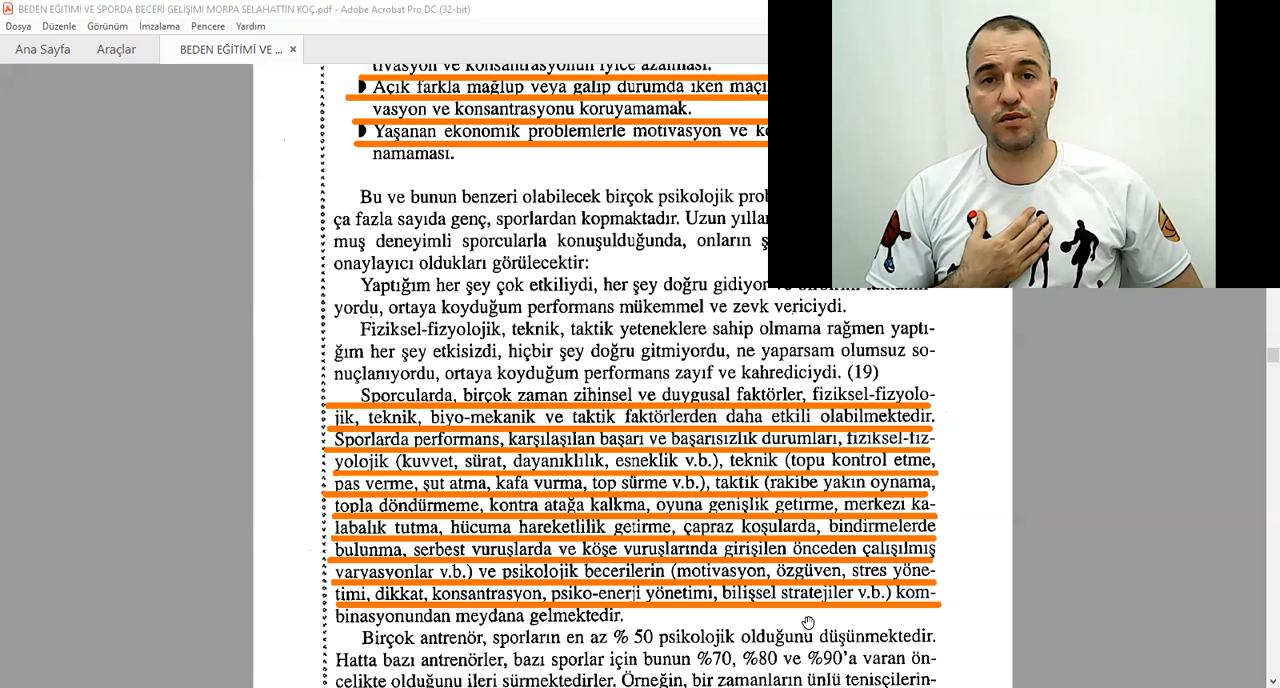 BEDEN EĞİTİMİ VE SPORDA BECERİ GELİŞİMİ MORPA SELAHATTIN KOÇ.pdf - Adobe Acrobat Pro DC (32-bit)
Dosya Düzenle Görünüm İmzalama Pencere Yardım
Ana Sayfa Araçlar BEDEN EĞİTİMİ VE ... ×
tivasyon ve konsantrasyonun iyice azalması.
Açık farkla mağlup veya galip durumda iken maçı
vasyon ve konsantrasyonu koruyamamak.
Yaşanan ekonomik problemlerle motivasyon ve
namaması.
Bu ve bunun benzeri olabilecek birçok psikolojik
ça fazla sayıda genç, sporlardan kopmaktadır. Uzun
muş deneyimli sporcularla konuşulduğunda, onların
onaylayıcı oldukları görülecektir:
Yaptığım her şey çok etkiliydi, her şey doğru gidiyor
yordu, ortaya koyduğum performans mükemmel ve zevk vericiydi.
Fiziksel-fizyolojik, teknik, taktik yeteneklere sahip olmama rağmen yaptı-
ğım her şey etkisizdi, hiçbir şey doğru gitmiyordu, ne yaparsam olumsuz so-
nuçlanıyordu, ortaya koyduğum performans zayıf ve kahrediciydi. (19)
Sporcularda, birçok zaman zihinsel ve duygusal faktörler, fiziksel-fizyolo-
jik, teknik, biyo-mekanik ve taktik faktörlerden daha etkili olabilmektedir.
Sporlarda performans, karşılaşılan başarı ve başarısızlık durumları, fiziksel-fiz-
yolojik (kuvvet, sürat, dayanıklılık, esneklik v.b.), teknik (topu kontrol etme,
pas verme, şut atma, kafa vurma, top sürme v.b.), taktik (rakibe yakın oynama,
topla döndürmeme, kontra atağa kalkma, oyuna genişlik getirme, merkezi ka-
labalık tutma, hücuma hareketlilik getirme, çapraz koşularda, bindirmelerde
bulunma, serbest vuruşlarda ve köşe vuruşlarında girişilen önceden çalışılmış
varyasyonlar v.b.) ve psikolojik becerilerin (motivasyon, özgüven, stres yöne-
timi, dikkat, konsantrasyon, psiko-enerji yönetimi, bilişsel stratejiler v.b.) kom-
binasyonundan meydana gelmektedir.
Birçok antrenör, sporların en az % 50 psikolojik olduğunu düşünmektedir.
Hatta bazı antrenörler, bazı sporlar için bunun %70, %80 ve %90'a varan ön-
celikte olduğunu ileri sürmektedirler. Örneğin, bir zamanların ünlü tenisçilerin-